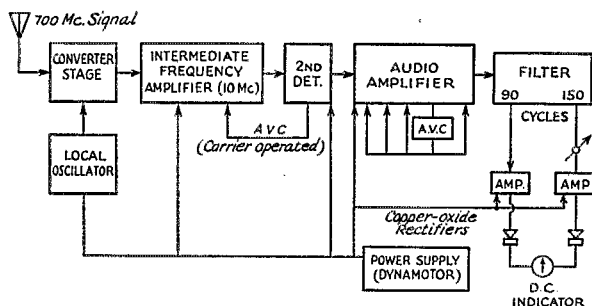 700 Mc. Signal
CONVERTER
STAGE
INTERMEDIATE
FREQUENCY
AMPLIFIER (10 MC)
2ND
DET.
AUDIO
AMPLIFIER
A.V.C
FILTER
90 150
CYCLES
A.V.C
(Carrier operated)
LOCAL
OSCILLATOR
AMP.
AMP
Copper-oxide
Rectifiers
POWER SUPPLY
(DYNAMOTOR)
D.C.
INDICATOR